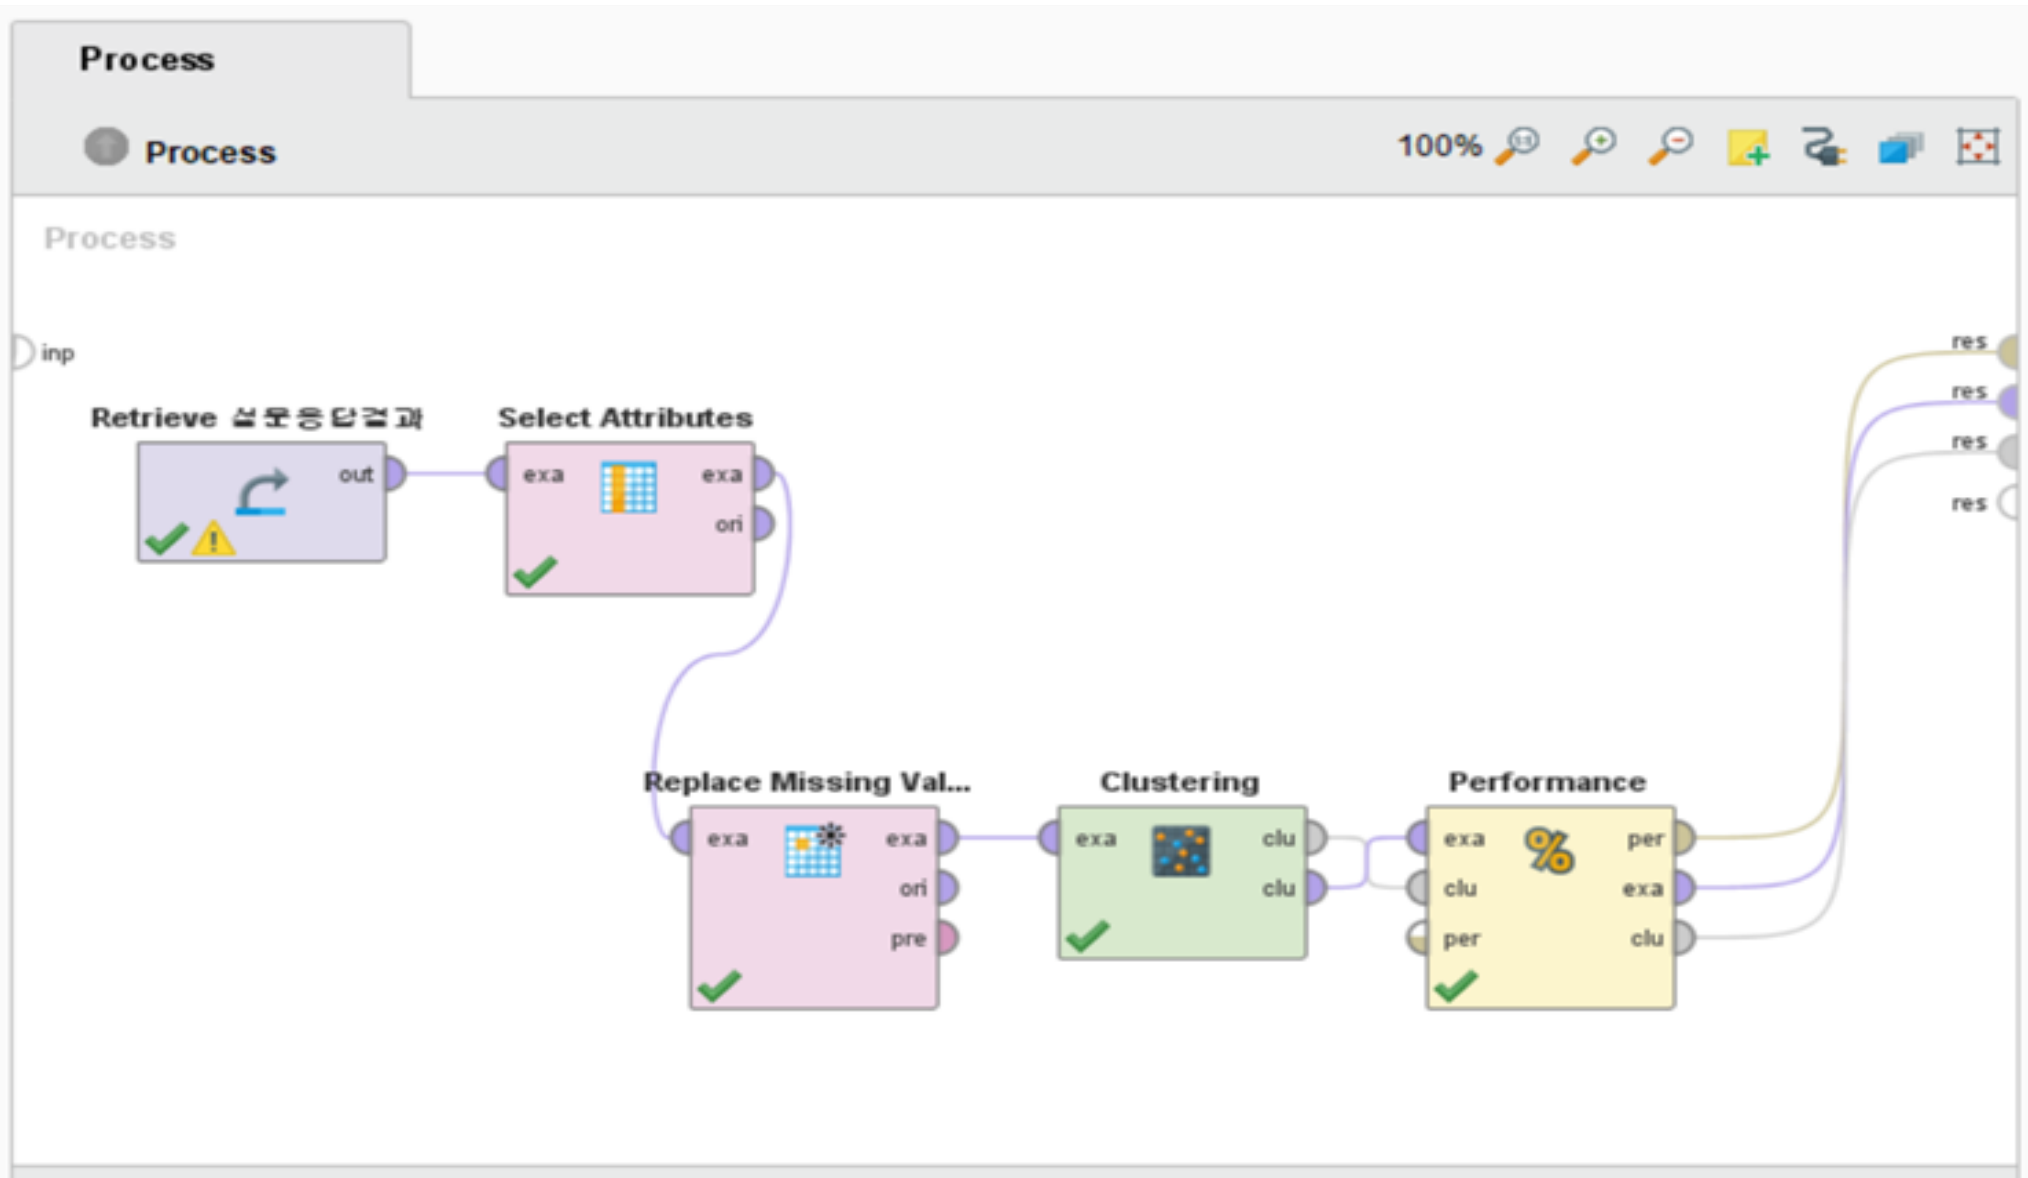 Process
Process
100%
Process
inp
res
res
res
res
Retrieve 설문응답결과
out
Select Attributes
exa
exa
ori
Replace Missing Val...
exa
exa
ori
pre
Clustering
exa
clu
clu
Performance
exa
per
clu
exa
per
clu